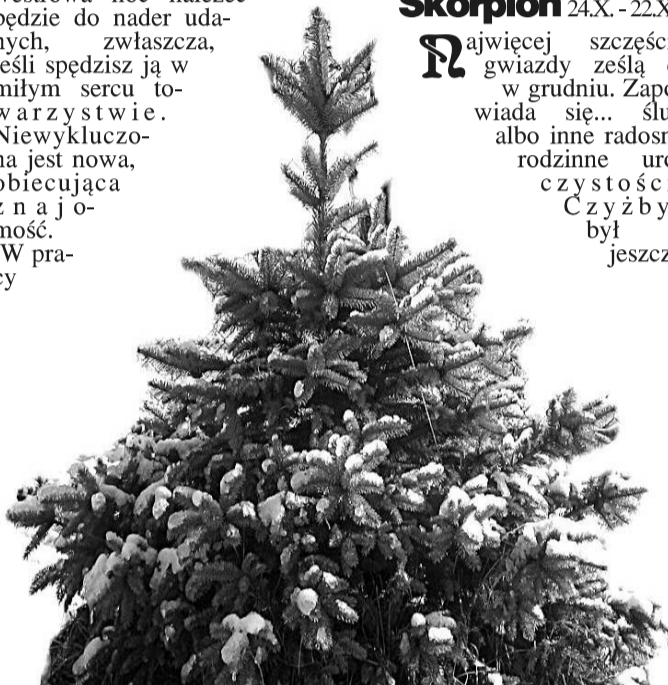 będzie do nader uda-
nych, zwłaszcza,
jeśli spędzisz ją w
miłym sercu to-
warzystwie.
Niewykluczo-
na jest nowa,
obiecująca
znajo-
mość.
W pra-
cy
Skorpion 24.X. - 22.X
Najwięcej szczęśc
gwiazdy ześlą
w grudniu. Zapo
wiada się... ślu
albo inne radosn
rodzinne uro
czystośc
Czyżby
był
jeszcz